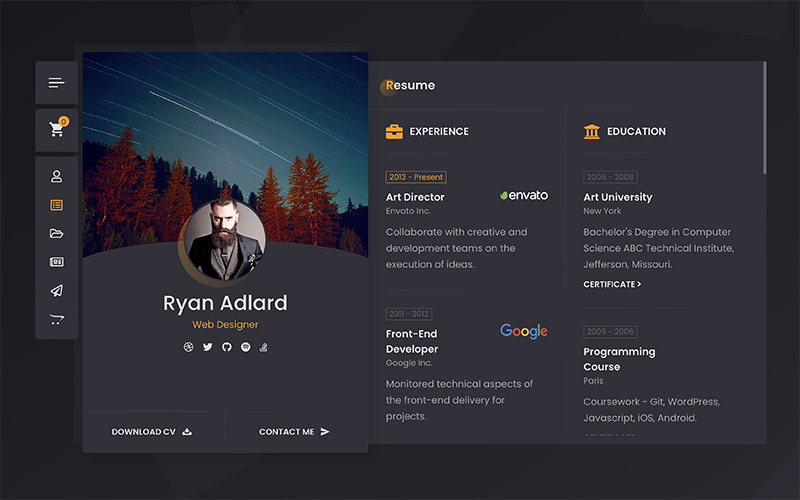 0
Ryan Adlard
Web Designer
DOWNLOAD CV
CONTACT ME
Resume
EXPERIENCE
2013 - Present
Art Director
envato
Envato Inc.
Collaborate with creative and
development teams on the
execution of ideas.
2011 - 2012
Front-End
Developer
Google
Google Inc.
Monitored technical aspects of
the front-end delivery for
projects.
EDUCATION
2006 - 2008
Art University
New York
Bachelor's Degree in Computer
Science ABC Technical Institute,
Jefferson, Missouri.
CERTIFICATE
2005 - 2006
Programming
Course
Paris
Coursework - Git, WordPress,
Javascript, iOS, Android.